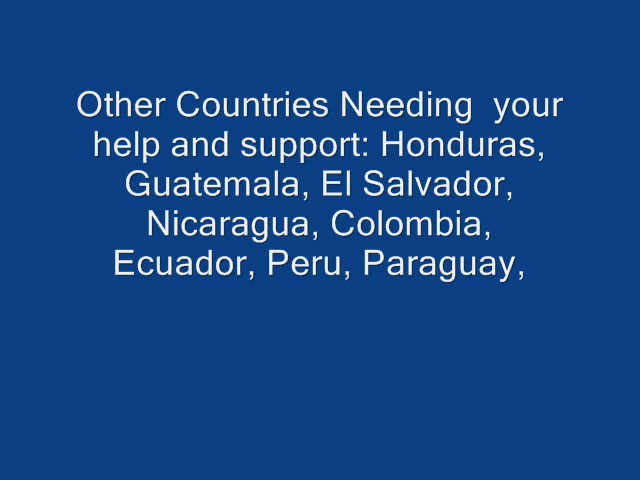 Other Countries Needing  your
help and support: Honduras,
Guatemala, El Salvador,
Nicaragua, Colombia,
Ecuador, Peru, Paraguay,